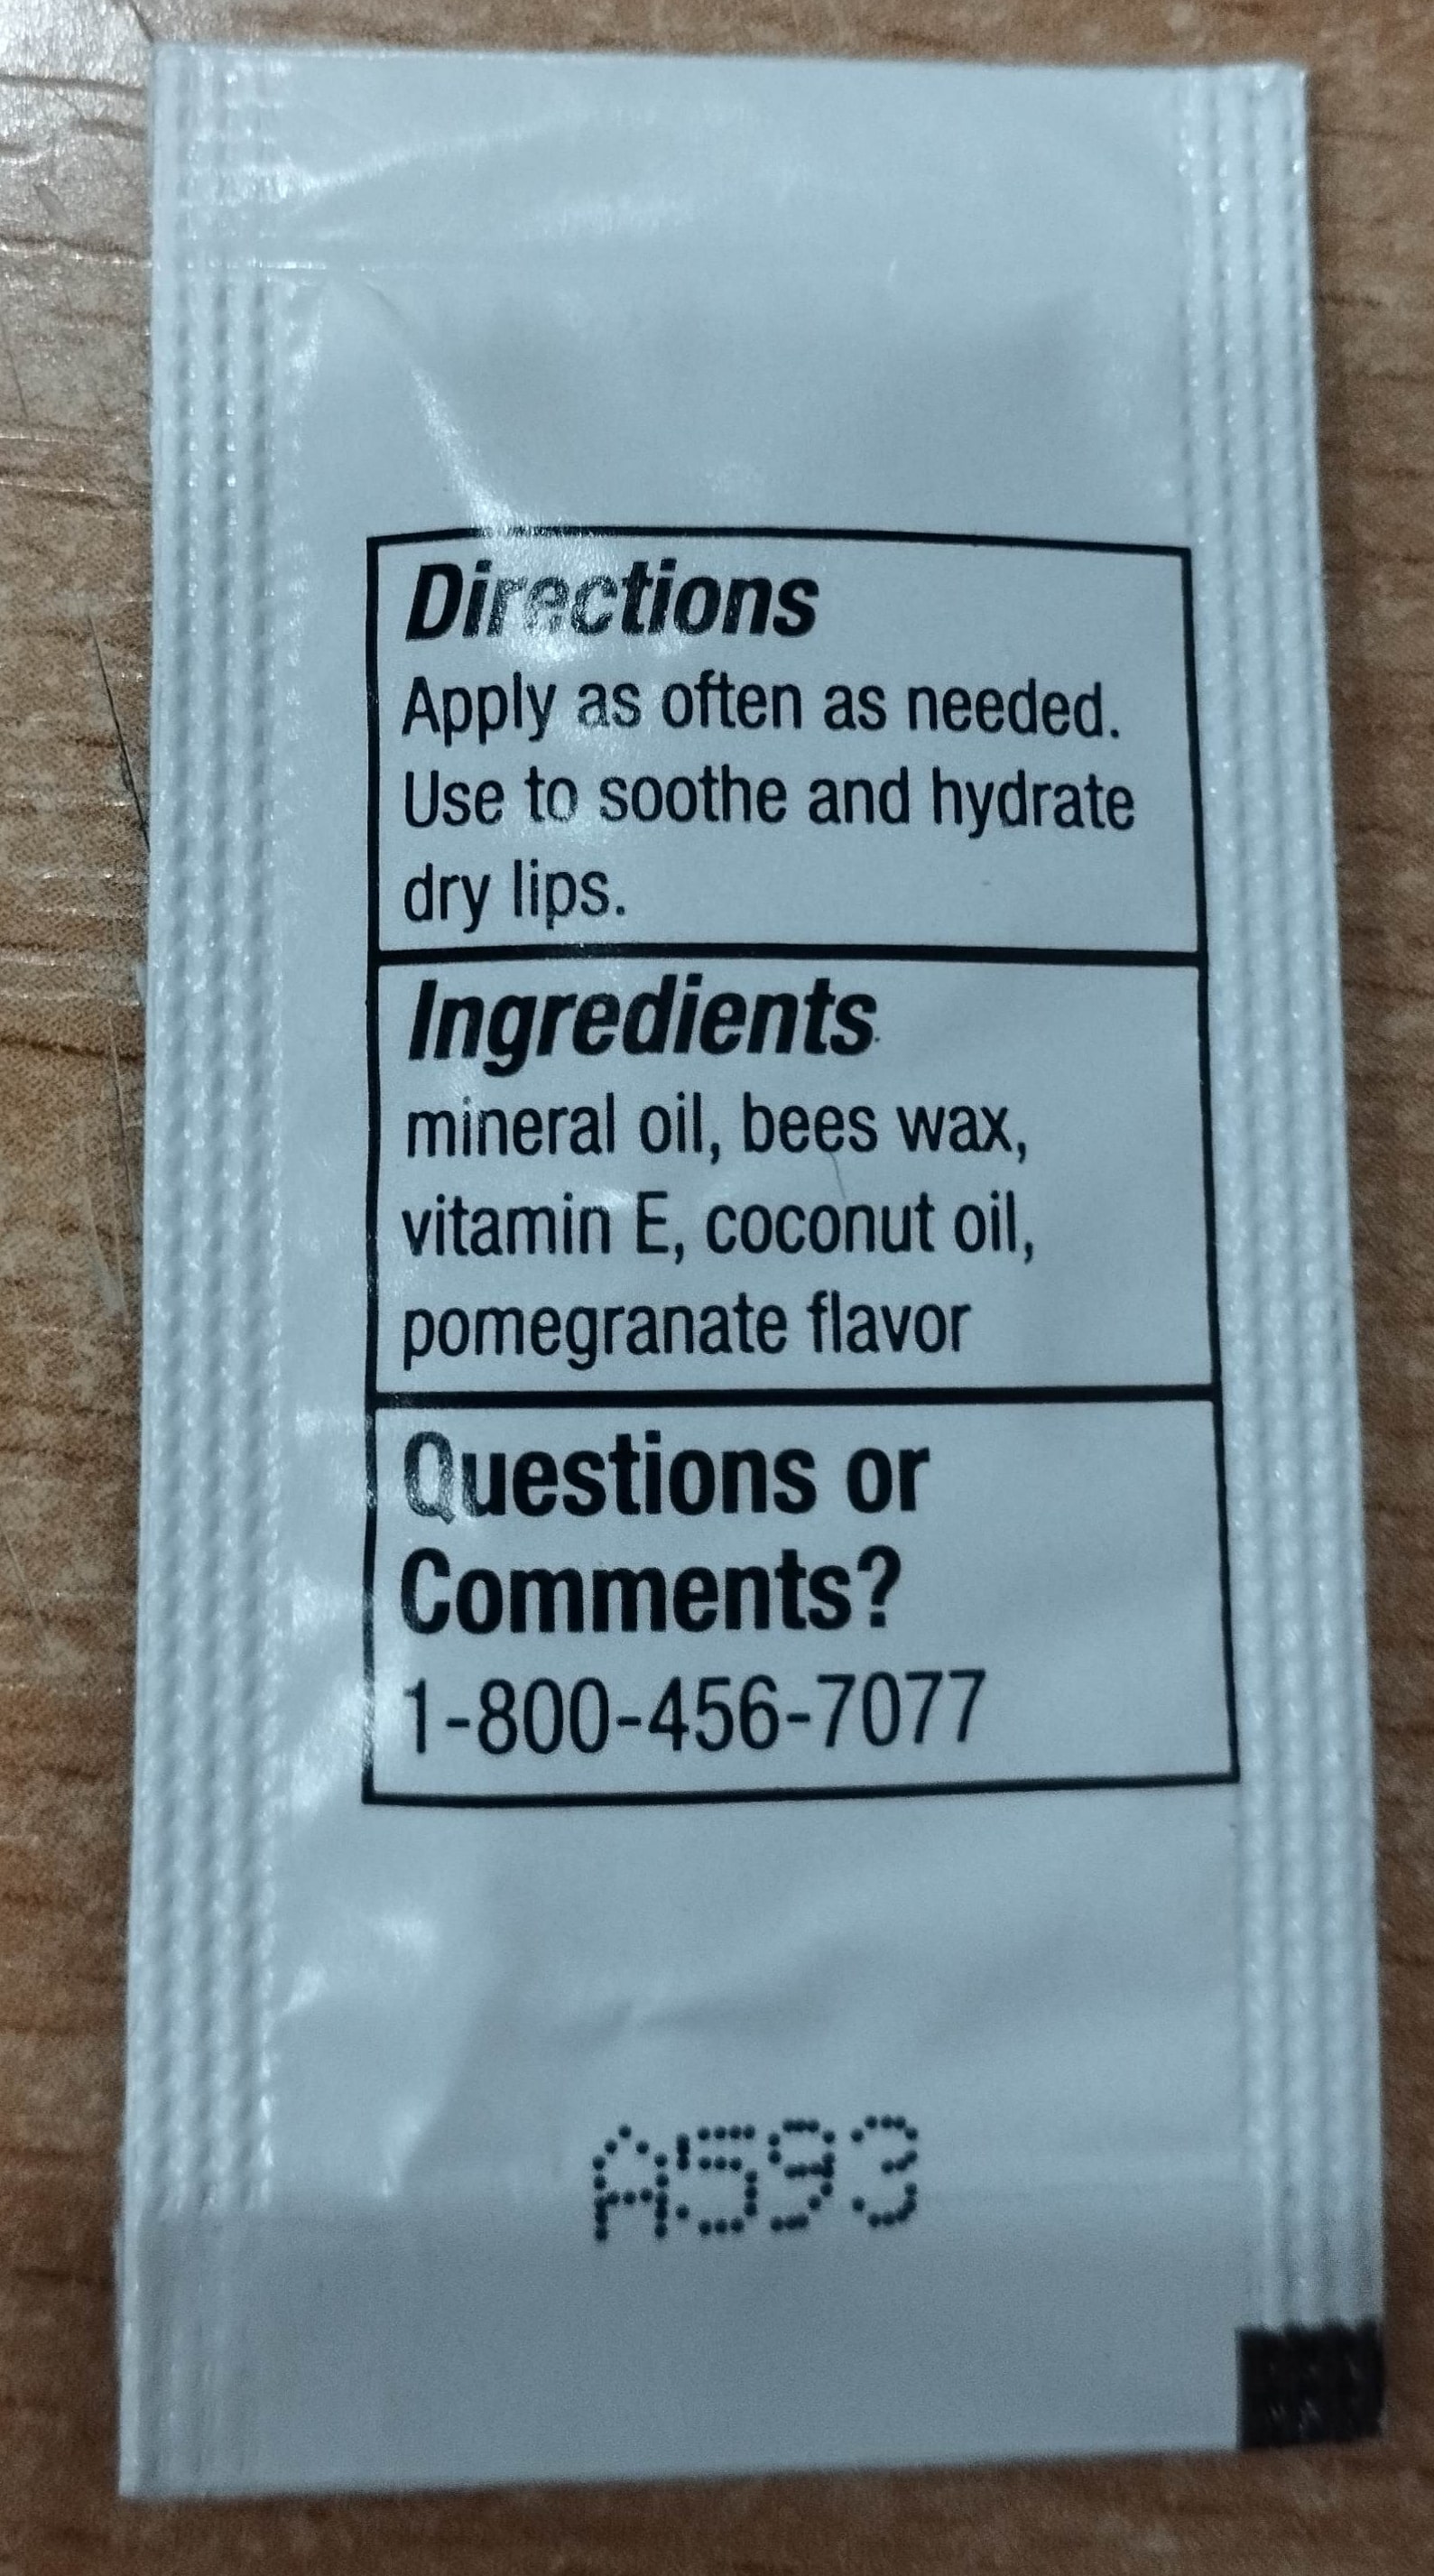 Directions
Apply as often as needed.
Use to soothe and hydrate
dry lips.
Ingredients
mineral oil, bees wax,
vitamin E, coconut oil,
pomegranate flavor
Questions or
Comments?
1-800-456-7077
A593